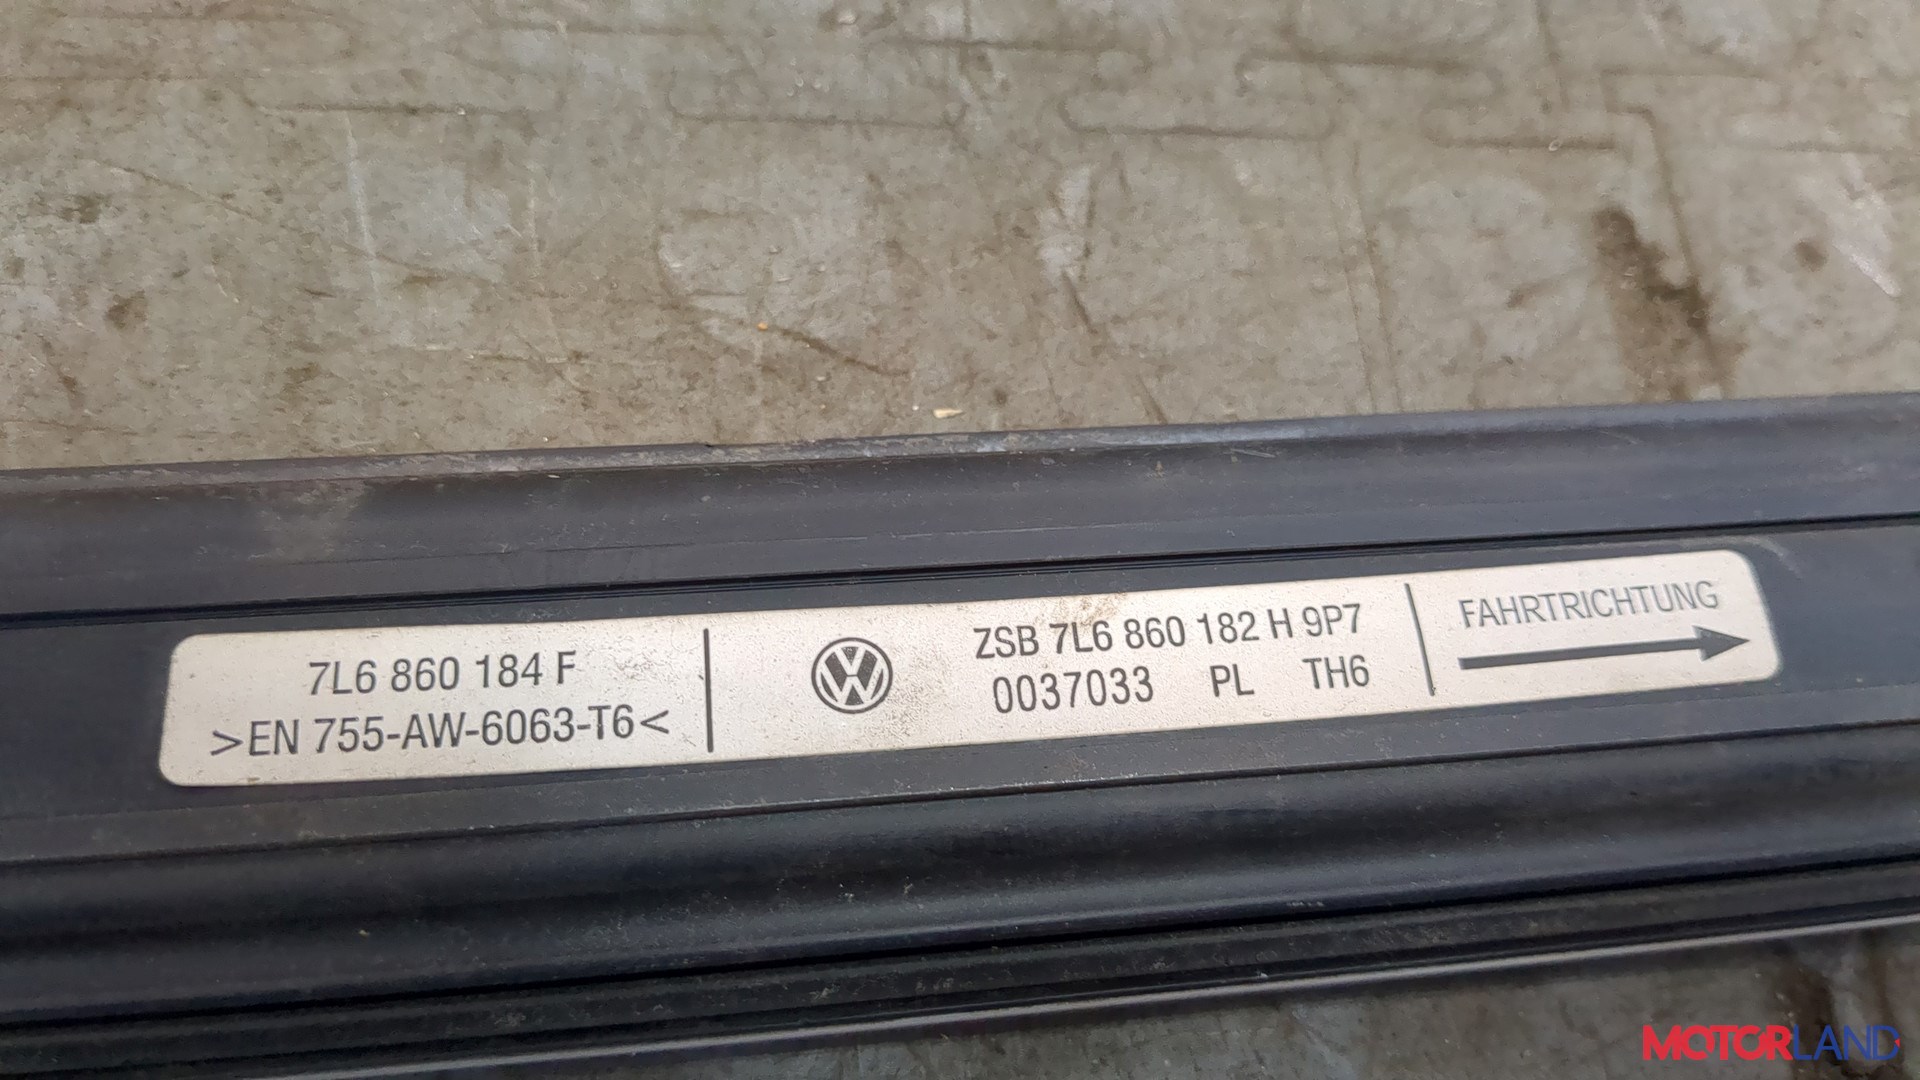 7L6 860 184 F
>EN 755-AW-6063-T6<
ZSB 7L6 860 182 H 9P7
0037033 PL TH6
FAHRTRICHTUNG
MOTORLAND